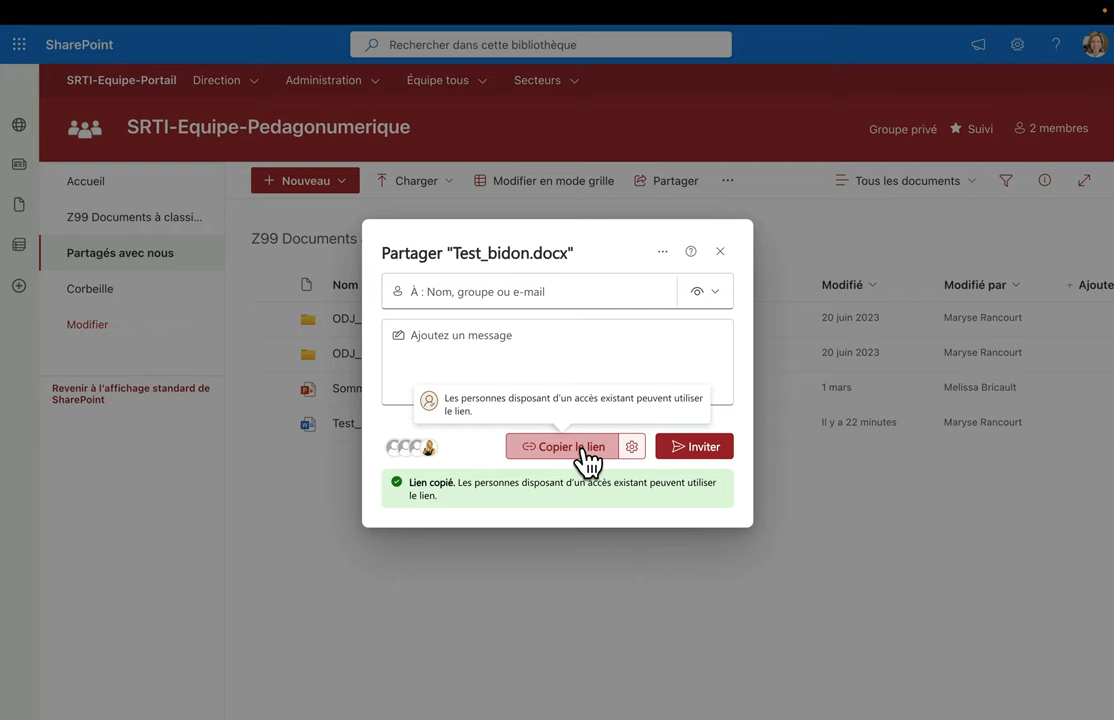 SharePoint
Rechercher dans cette bibliothèque
SRTI-Equipe-Portail Direction Administration Équipe tous Secteurs
SRTI-Equipe-Pedagonumerique
Groupe privé Suivi 2 membres
Accueil
Z99 Documents à classi...
Partagés avec nous
Corbeille
Modifier
Revenir à l'affichage standard de
SharePoint
+ Nouveau Charger Modifier en mode grille Partager ... Tous les documents
Z99 Documents
Nom Modifié Modifié par + Ajoute
ODJ_ 20 juin 2023 Maryse Rancourt
ODJ_ 20 juin 2023 Maryse Rancourt
Somm 1 mars Melissa Bricault
Test_ Il y a 22 minutes Maryse Rancourt
Partager "Test_bidon.docx"
À : Nom, groupe ou e-mail
Ajoutez un message
Les personnes disposant d'un accès existant peuvent utiliser
le lien.
Copier le lien
Inviter
Lien copié. Les personnes disposant d'un accès existant peuvent utiliser
le lien.